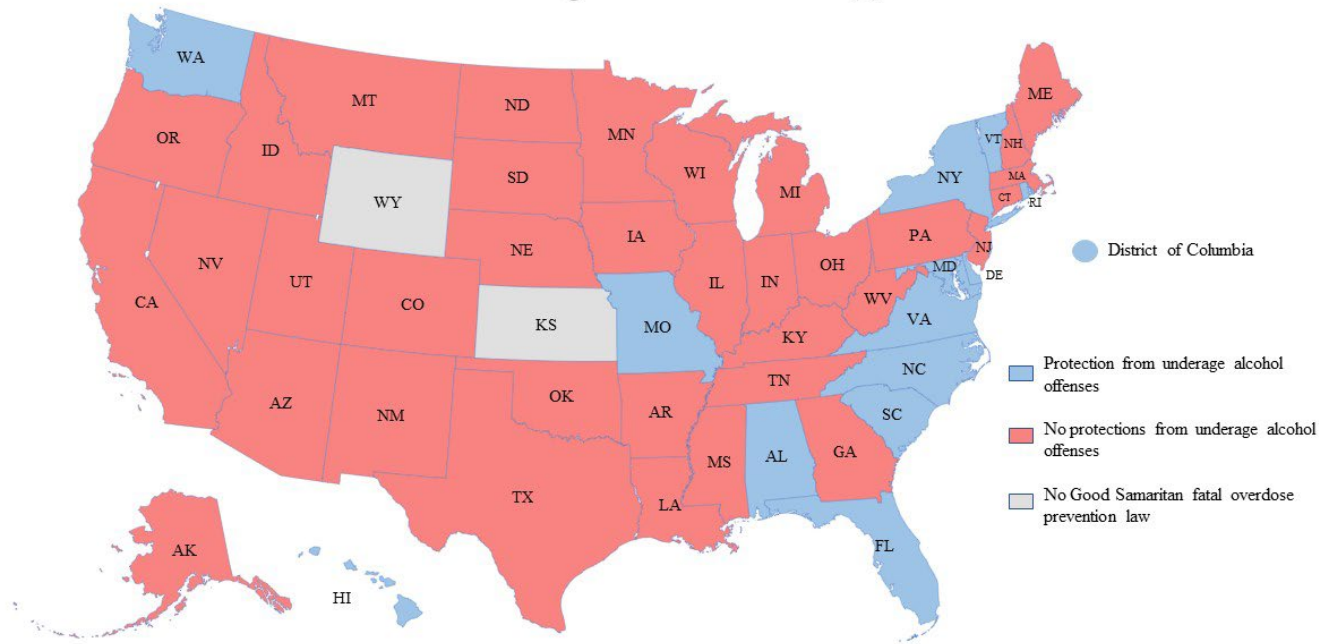 WA
MT
ND
MN
ME
OR
ID
SD
WI
MI
VT
NH
NY
MA
CT
RI
WY
NE
IA
PA
NJ
NV
UT
CO
IL
IN
OH
MD
DE
WV
CA
KS
MO
KY
VA
District of Columbia
AZ
NM
OK
AR
TN
NC
SC
TX
LA
MS
AL
GA
FL
AK
HI
Protection from underage alcohol
offenses
No protections from underage alcohol
offenses
No Good Samaritan fatal overdose
prevention law